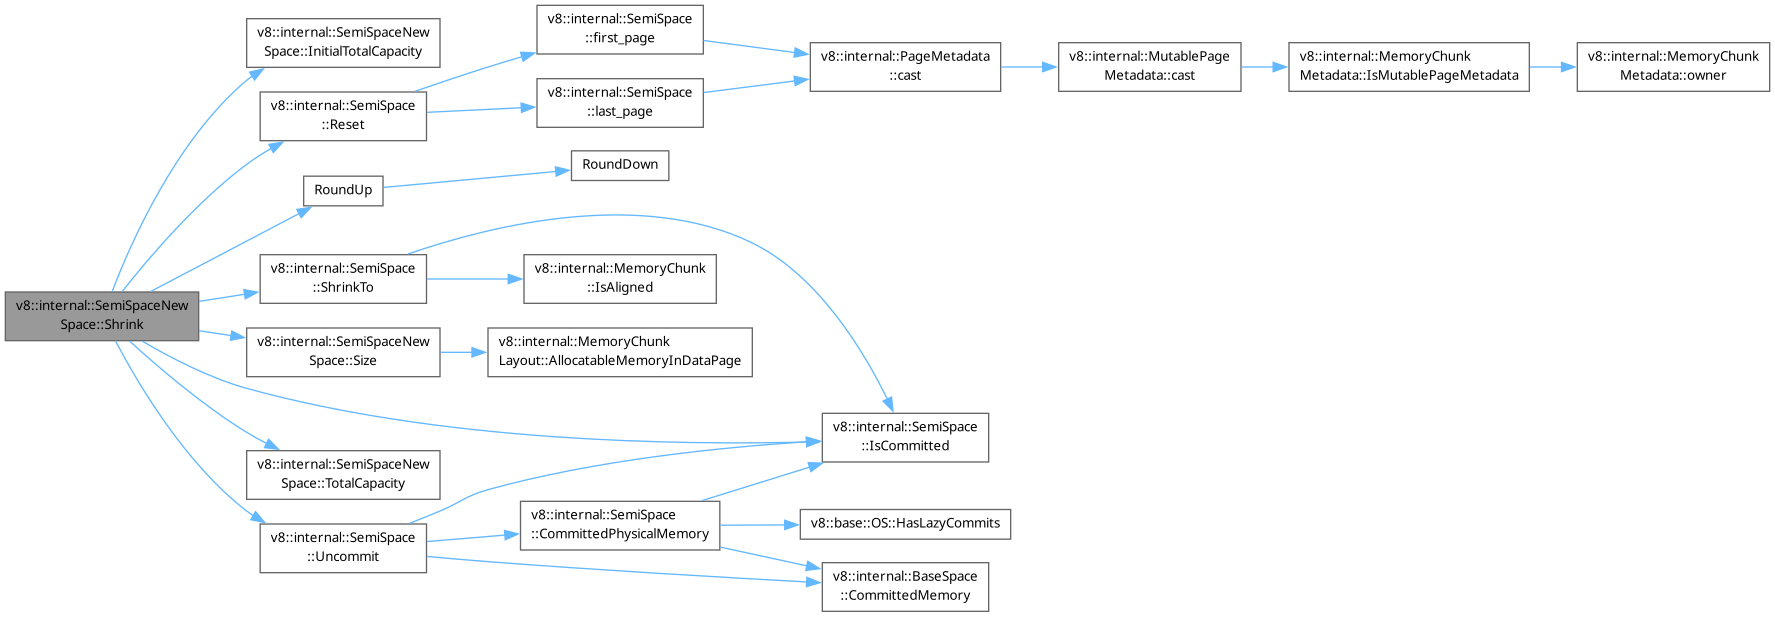 v8::internal::SemiSpaceNew
Space::Shrink
v8::internal::SemiSpaceNew
Space::InitialTotalCapacity
v8::internal::SemiSpace
::Reset
v8::internal::SemiSpace
::first_page
v8::internal::SemiSpace
::last_page
v8::internal::PageMetadata
::cast
v8::internal::MutablePage
Metadata::cast
v8::internal::MemoryChunk
Metadata::IsMutablePageMetadata
v8::internal::MemoryChunk
Metadata::owner
RoundUp
RoundDown
v8::internal::SemiSpace
::ShrinkTo
v8::internal::MemoryChunk
::IsAligned
v8::internal::SemiSpaceNew
Space::Size
v8::internal::MemoryChunk
Layout::AllocatableMemoryInDataPage
v8::internal::SemiSpace
::IsCommitted
v8::internal::SemiSpaceNew
Space::TotalCapacity
v8::internal::SemiSpace
::Uncommit
v8::internal::SemiSpace
::CommittedPhysicalMemory
v8::base::OS::HasLazyCommits
v8::internal::BaseSpace
::CommittedMemory